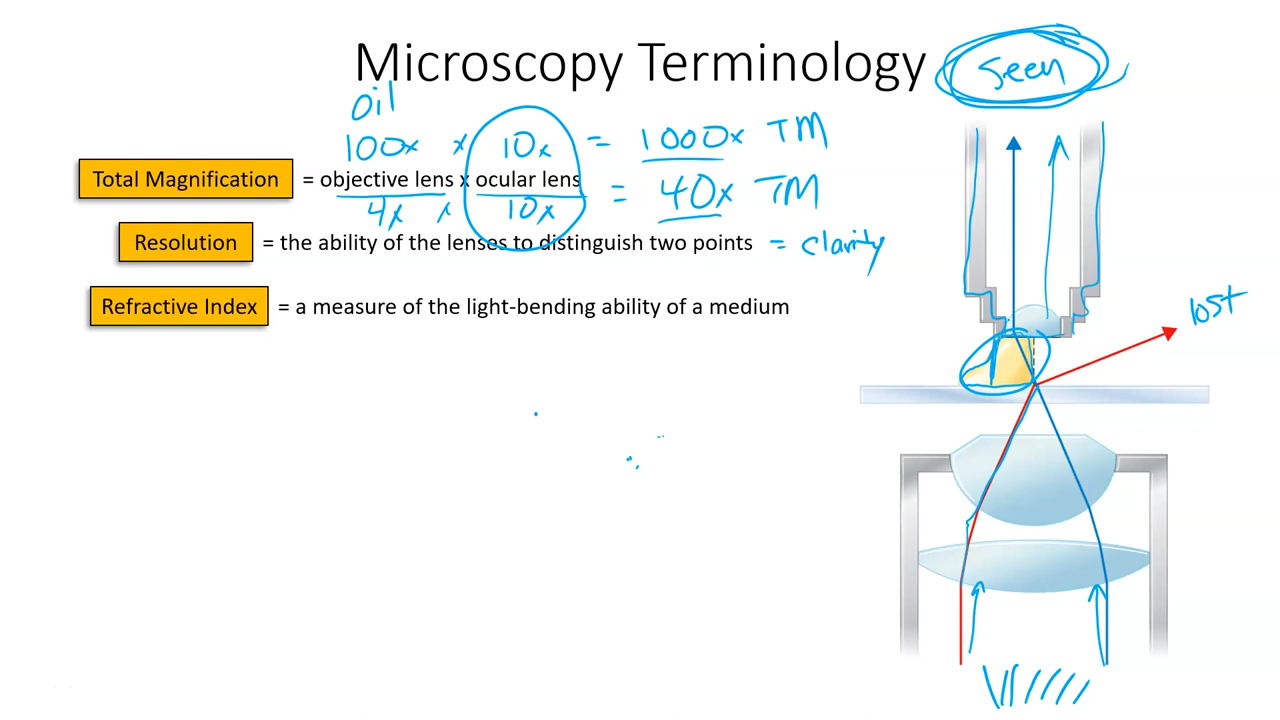 Microscopy Terminology
seen
oil
100x x 10x = 1000x TM
Total Magnification = objective lens x ocular lens
4x x 10x = 40x TM
Resolution = the ability of the lenses to distinguish two points = clarity
Refractive Index = a measure of the light-bending ability of a medium
lost